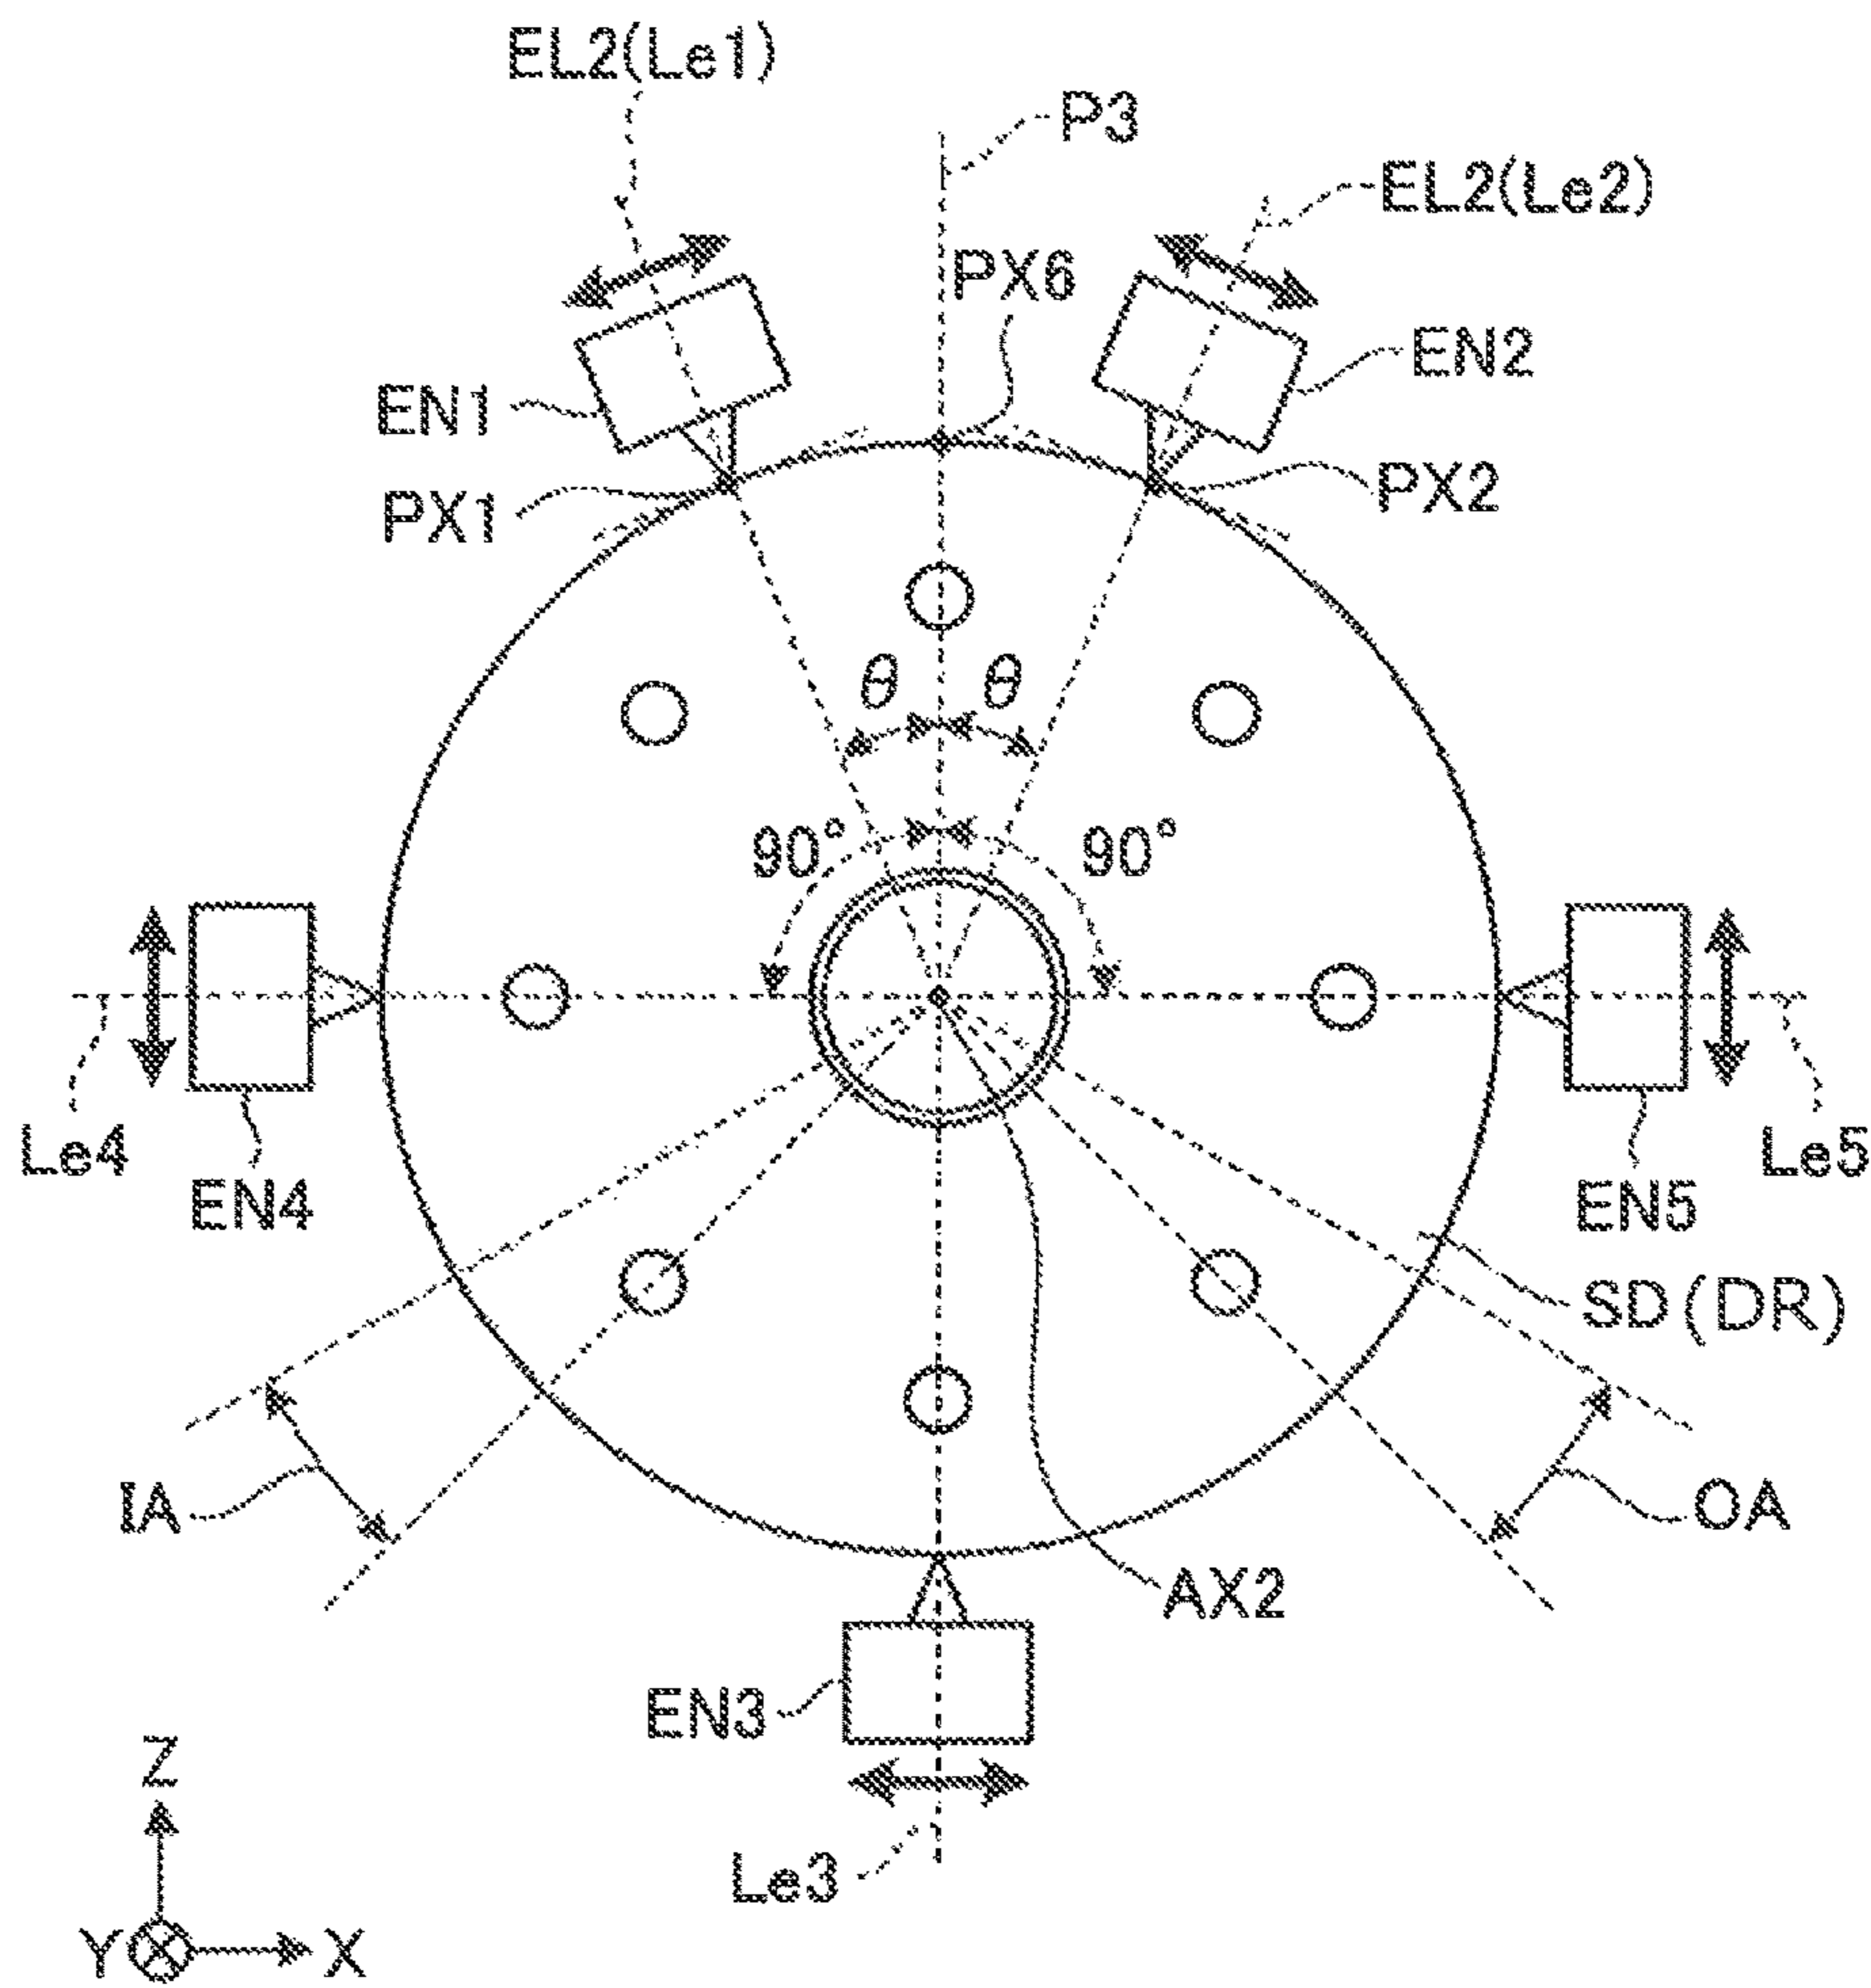 EL2(Le1)
P3
EL2(Le2)
PX6
EN2
EN1
PX1
PX2
θ
θ
90°
90°
Le4
EN4
Le5
EN5
SD(DR)
IA
OA
AX2
EN3
Z
Le3
Y
X